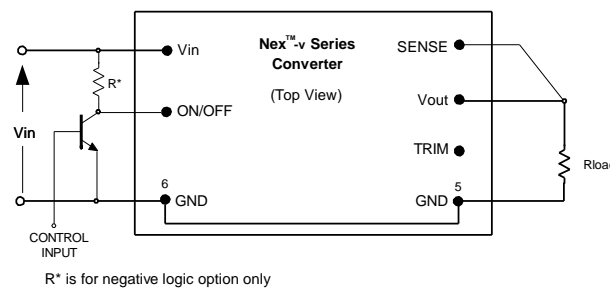 Nex™-v Series
Converter
(Top View)
Vin
SENSE
R*
ON/OFF
Vout
Vin
TRIM
Rload
6
GND
5
GND
CONTROL
INPUT
R* is for negative logic option only